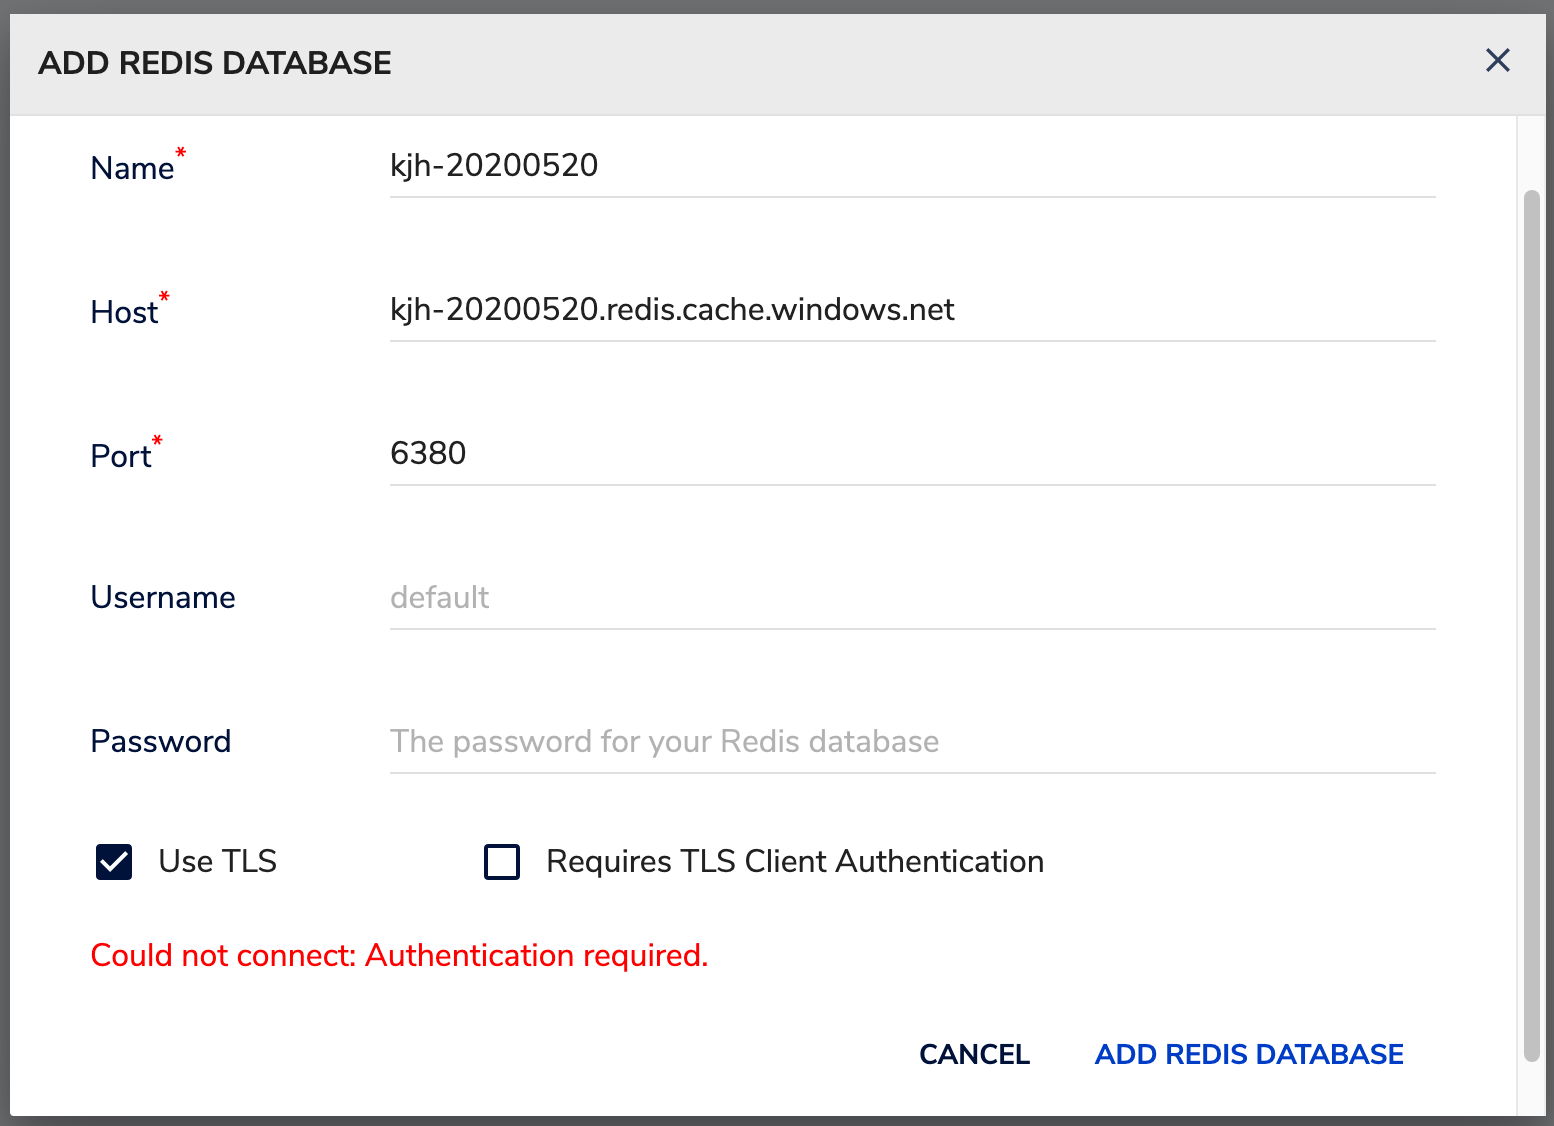 ADD REDIS DATABASE
Name* kjh-20200520
Host* kjh-20200520.redis.cache.windows.net
Port* 6380
Username default
Password The password for your Redis database
Use TLS Requires TLS Client Authentication
Could not connect: Authentication required.
CANCEL ADD REDIS DATABASE